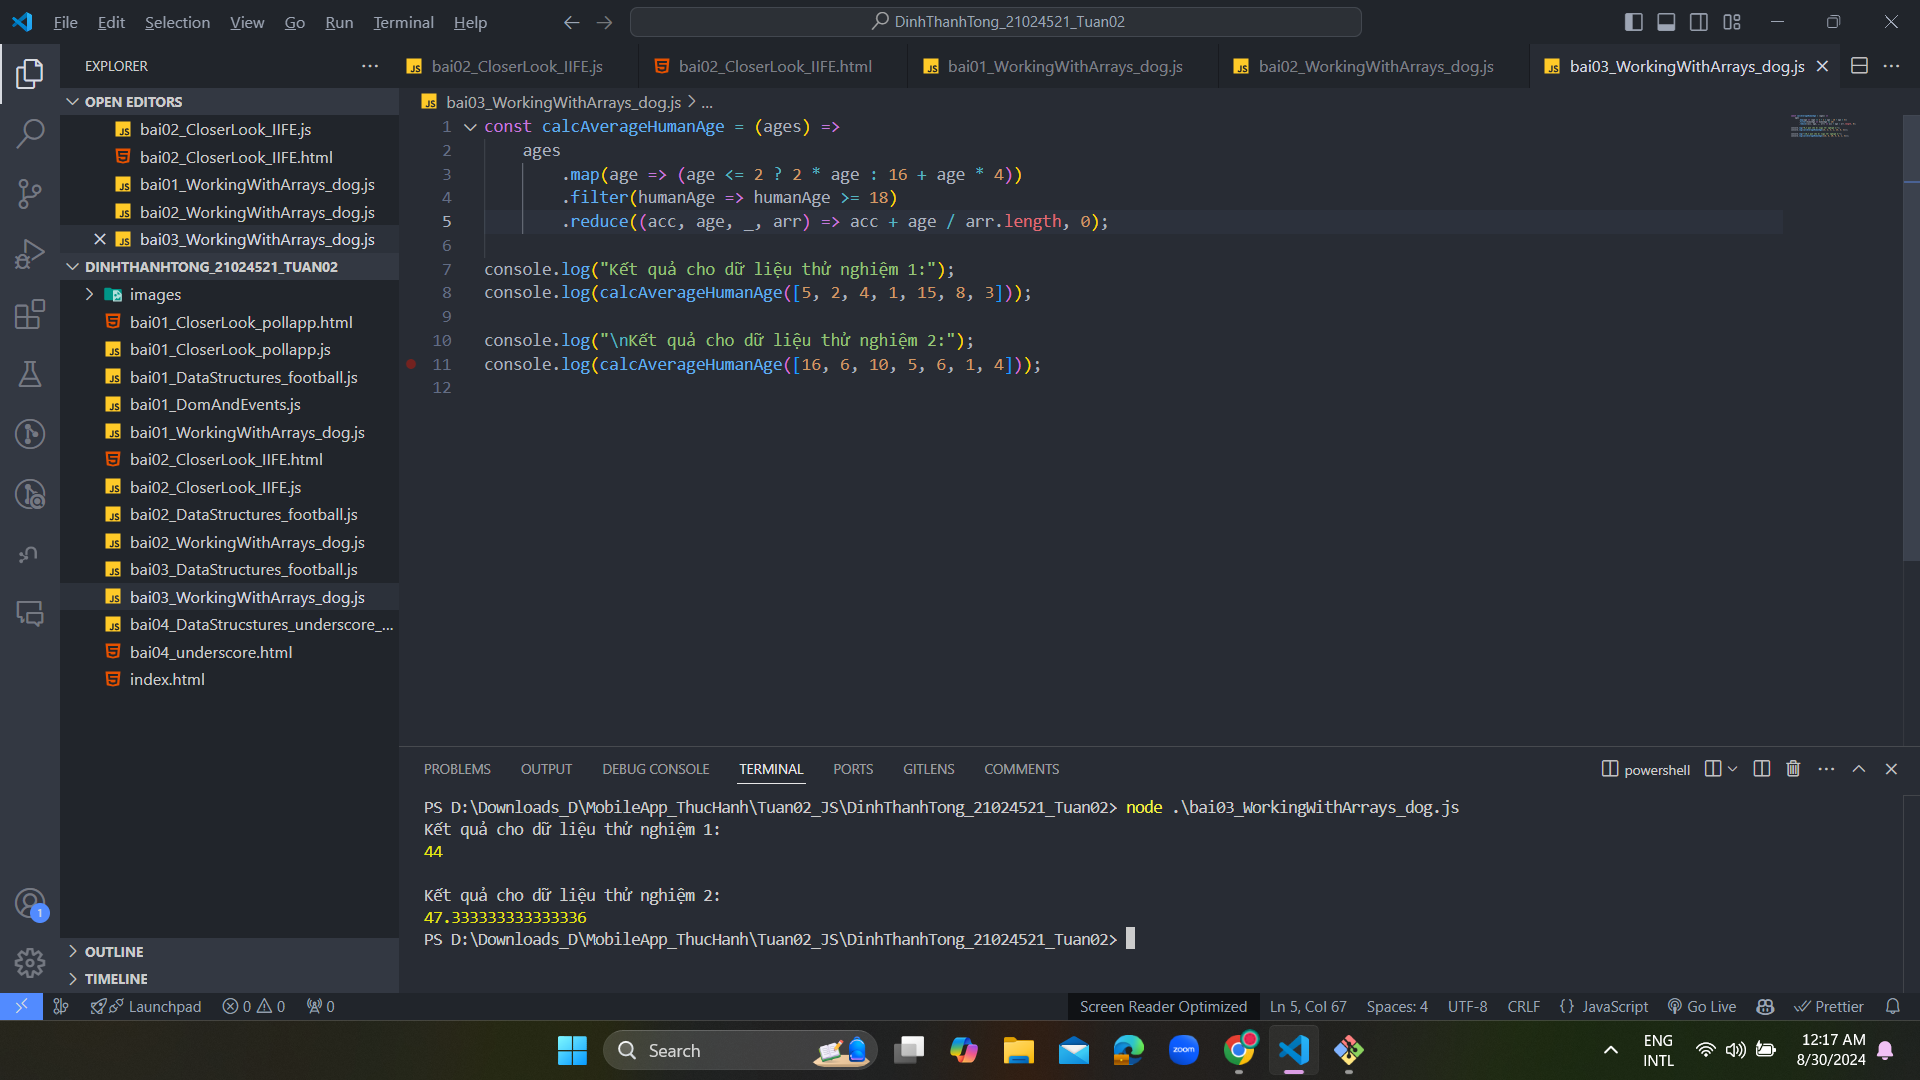 File Edit Selection View Go Run Terminal Help
DinhThanhTong_21024521_Tuan02
EXPLORER
bai02_CloserLook_IIFE.js
bai02_CloserLook_IIFE.html
bai01_WorkingWithArrays_dog.js
bai02_WorkingWithArrays_dog.js
bai03_WorkingWithArrays_dog.js
OPEN EDITORS
bai02_CloserLook_IIFE.js
bai02_CloserLook_IIFE.html
bai01_WorkingWithArrays_dog.js
bai02_WorkingWithArrays_dog.js
bai03_WorkingWithArrays_dog.js
DINHTHANHTONG_21024521_TUAN02
images
bai01_CloserLook_pollapp.html
bai01_CloserLook_pollapp.js
bai01_DataStructures_football.js
bai01_DomAndEvents.js
bai01_WorkingWithArrays_dog.js
bai02_CloserLook_IIFE.html
bai02_CloserLook_IIFE.js
bai02_DataStructures_football.js
bai02_WorkingWithArrays_dog.js
bai03_DataStructures_football.js
bai03_WorkingWithArrays_dog.js
bai04_DataStrucstures_underscore_...
bai04_underscore.html
index.html
OUTLINE
TIMELINE
bai03_WorkingWithArrays_dog.js > ...
1 const calcAverageHumanAge = (ages) =>
2 ages
3 .map(age => (age <= 2 ? 2 * age : 16 + age * 4))
4 .filter(humanAge => humanAge >= 18)
5 .reduce((acc, age, _, arr) => acc + age / arr.length, 0);
6
7 console.log("Kết quả cho dữ liệu thử nghiệm 1:");
8 console.log(calcAverageHumanAge([5, 2, 4, 1, 15, 8, 3]));
9
10 console.log("\nKết quả cho dữ liệu thử nghiệm 2:");
11 console.log(calcAverageHumanAge([16, 6, 10, 5, 6, 1, 4]));
12
PROBLEMS OUTPUT DEBUG CONSOLE TERMINAL PORTS GITLENS COMMENTS
powershell
PS D:\Downloads_D\MobileApp_ThucHanh\Tuan02_JS\DinhThanhTong_21024521_Tuan02> node .\bai03_WorkingWithArrays_dog.js
Kết quả cho dữ liệu thử nghiệm 1:
44
Kết quả cho dữ liệu thử nghiệm 2:
47.333333333333336
PS D:\Downloads_D\MobileApp_ThucHanh\Tuan02_JS\DinhThanhTong_21024521_Tuan02>
1
Launchpad 0 0 0
Screen Reader Optimized Ln 5, Col 67 Spaces: 4 UTF-8 CRLF {} JavaScript Go Live Prettier
Search
zoom
ENG
INTL
12:17 AM
8/30/2024